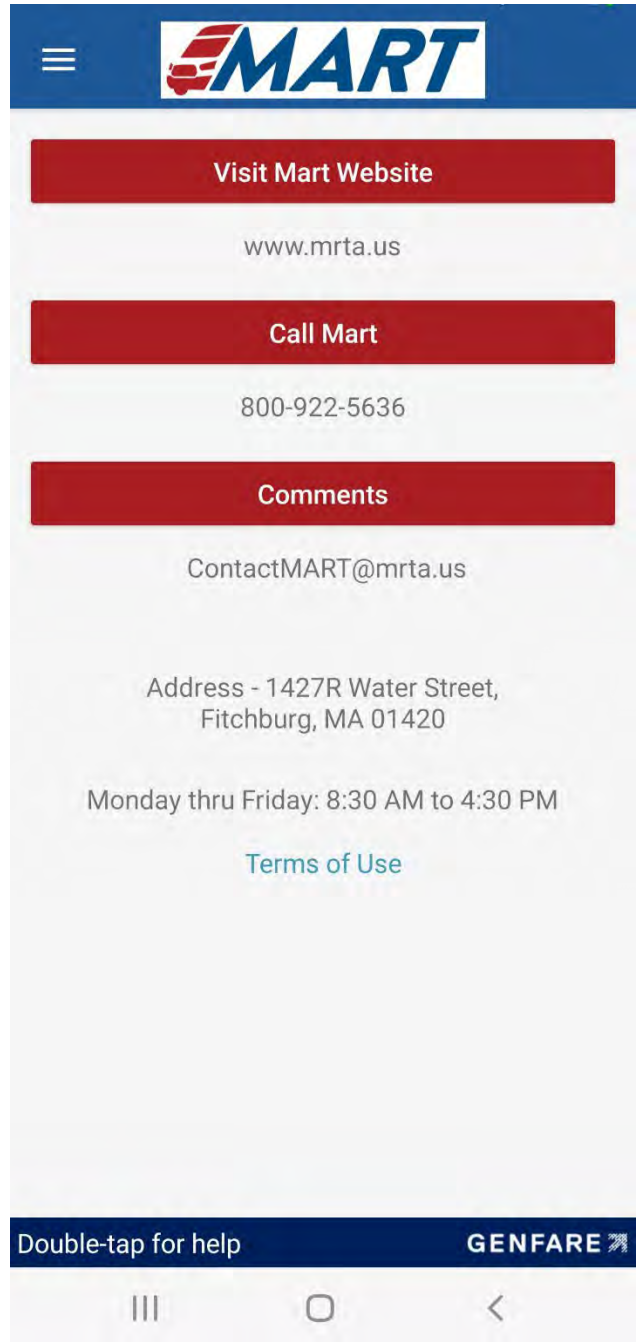 MART
Visit Mart Website
www.mrta.us
Call Mart
800-922-5636
Comments
ContactMART@mrta.us
Address - 1427R Water Street,
Fitchburg, MA 01420
Monday thru Friday: 8:30 AM to 4:30 PM
Terms of Use
Double-tap for help GENFARE